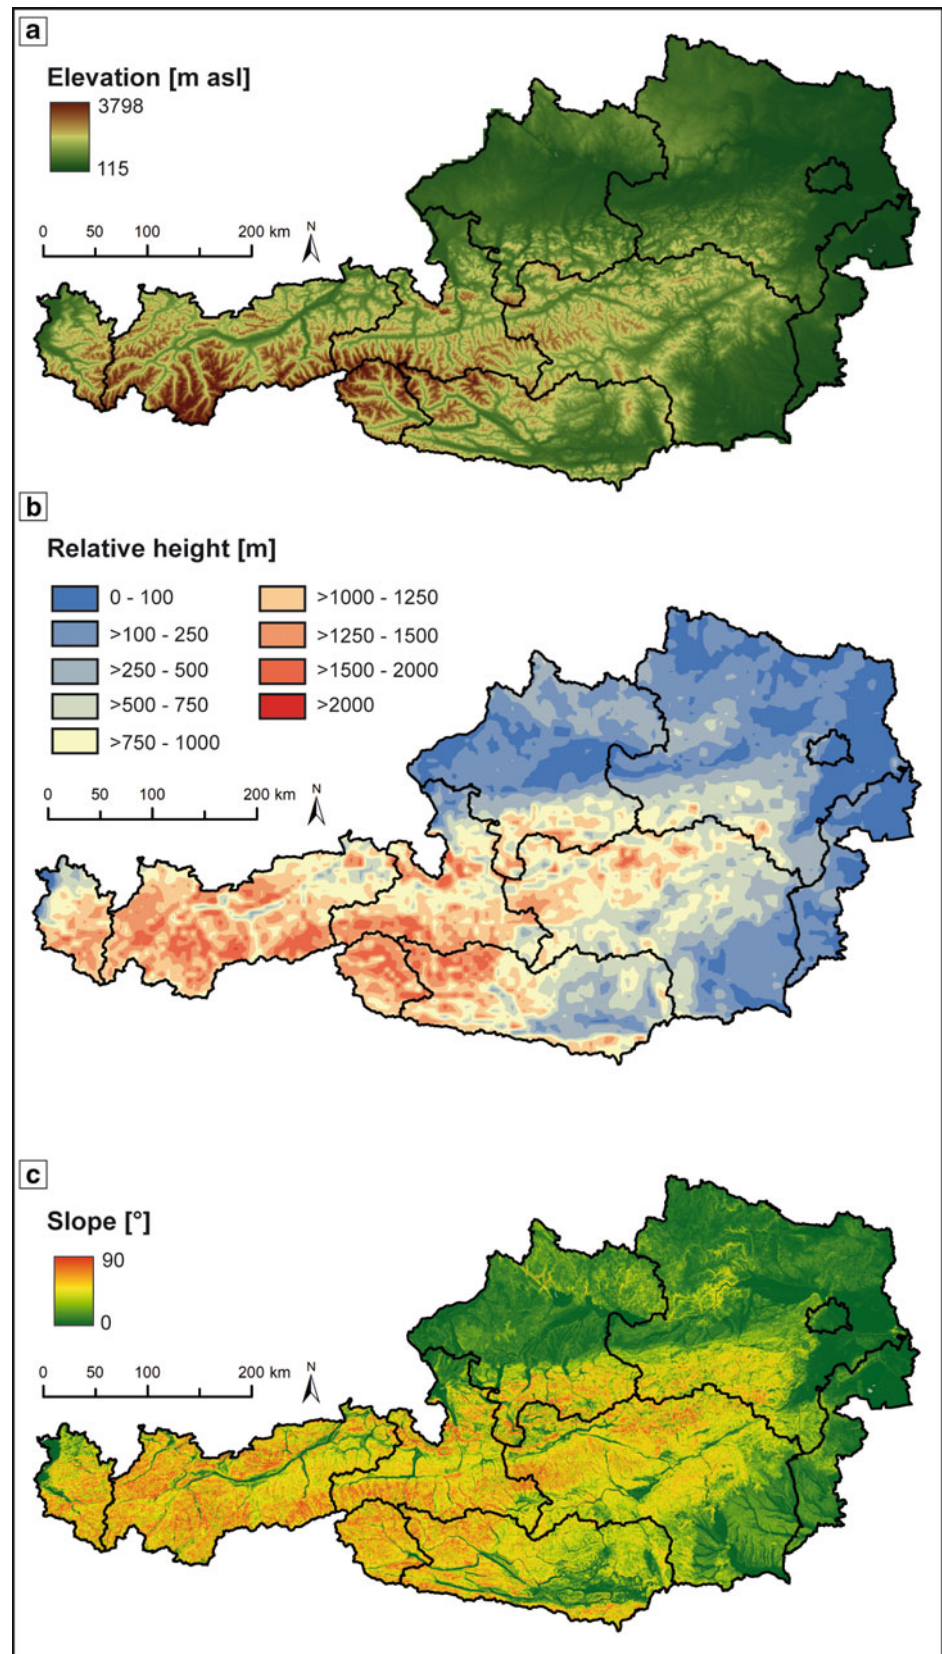 a
Elevation [m asl]
3798
115
0 50 100 200 km
N
b
Relative height [m]
0 - 100
>100 - 250
>250 - 500
>500 - 750
>750 - 1000
>1000 - 1250
>1250 - 1500
>1500 - 2000
>2000
0 50 100 200 km
N
c
Slope [°]
90
0
0 50 100 200 km
N